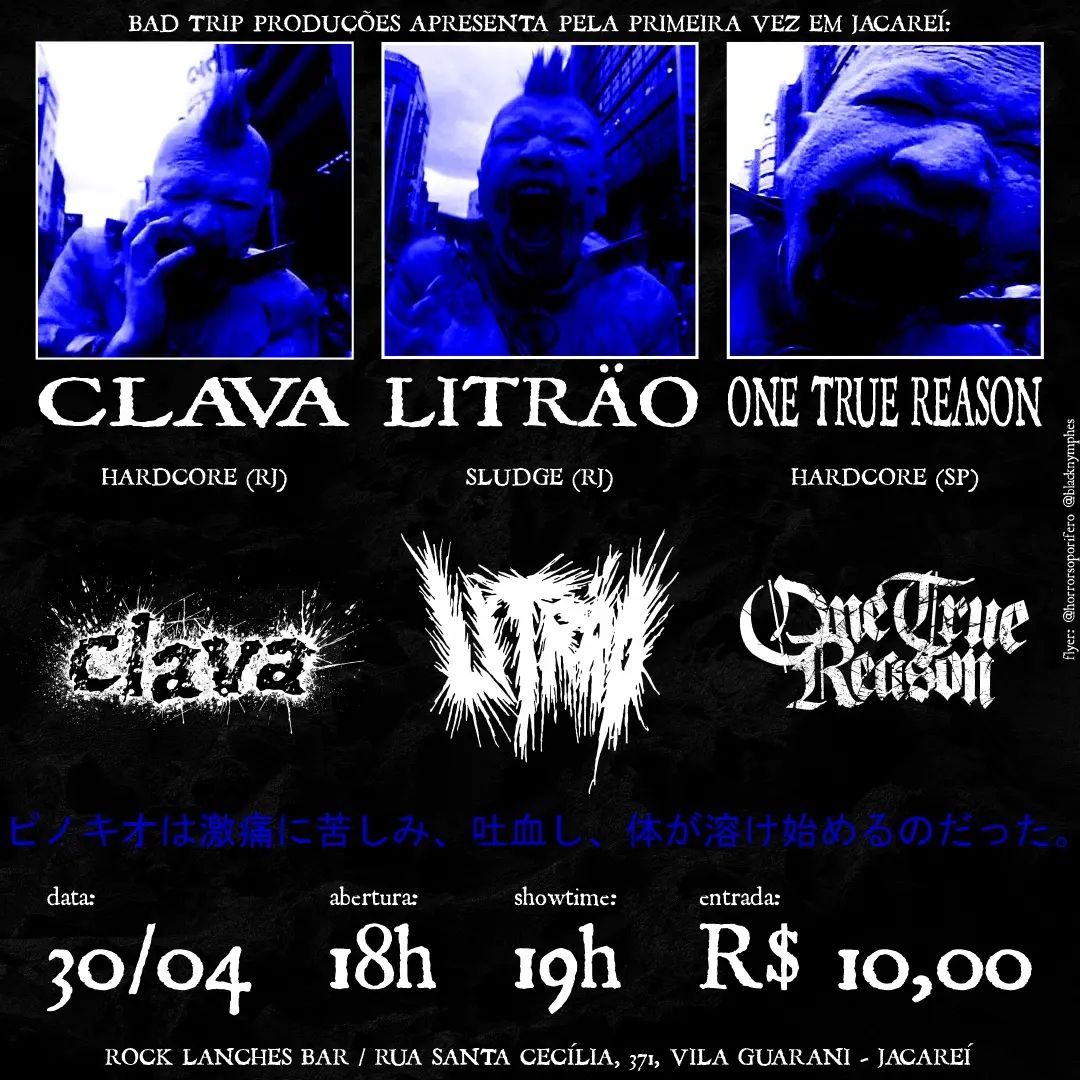 BAD TRIP PRODUCÕES APRESENTA PELA PRIMEIRA VEZ EM JACAREÍ:
CLAVA LITRÄO ONE TRUE REASON
HARDCORE (RJ) SLUDGE (RJ) HARDCORE (SP)
flyer: @horrorsoporifero @blacknymphes
clava LITRÄO One True
Reason
ピノキオは激痛に苦しみ、吐血し、体が溶け始めるのだった。
data: abertura: showtime: entrada:
30/04 18h 19h R$ 10,00
ROCK LANCHES BAR / RUA SANTA CECÍLIA, 371, VILA GUARANI - JACAREÍ